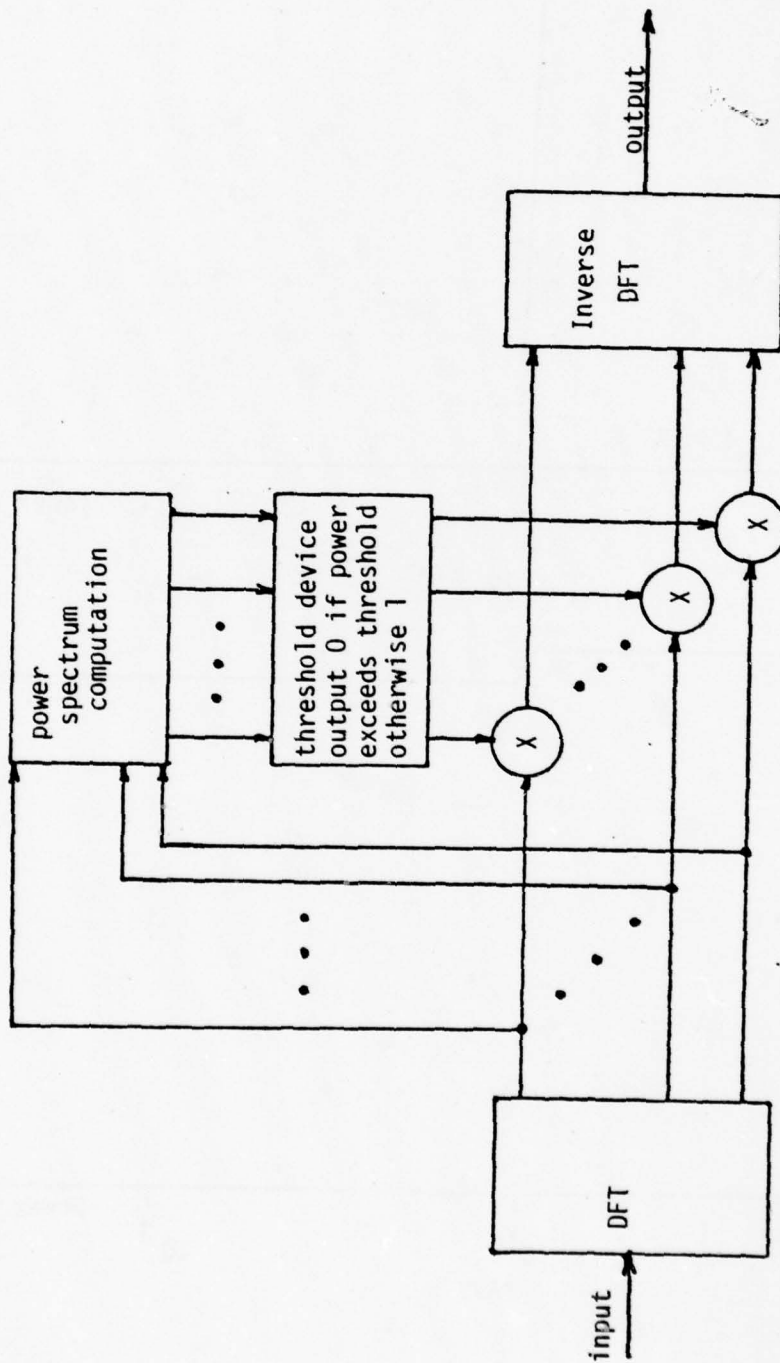 input
DFT
power
spectrum
computation
threshold device
output 0 if power
exceeds threshold
otherwise 1
X
X
X
Inverse
DFT
output